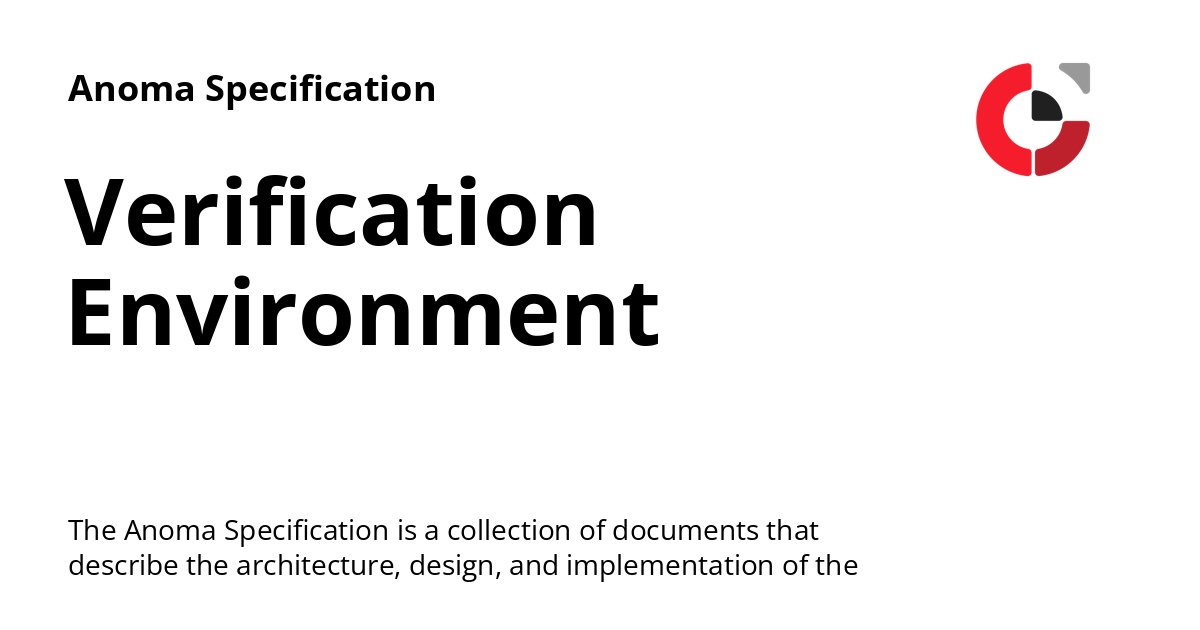 Anoma Specification
Verification
Environment
The Anoma Specification is a collection of documents that
describe the architecture, design, and implementation of the